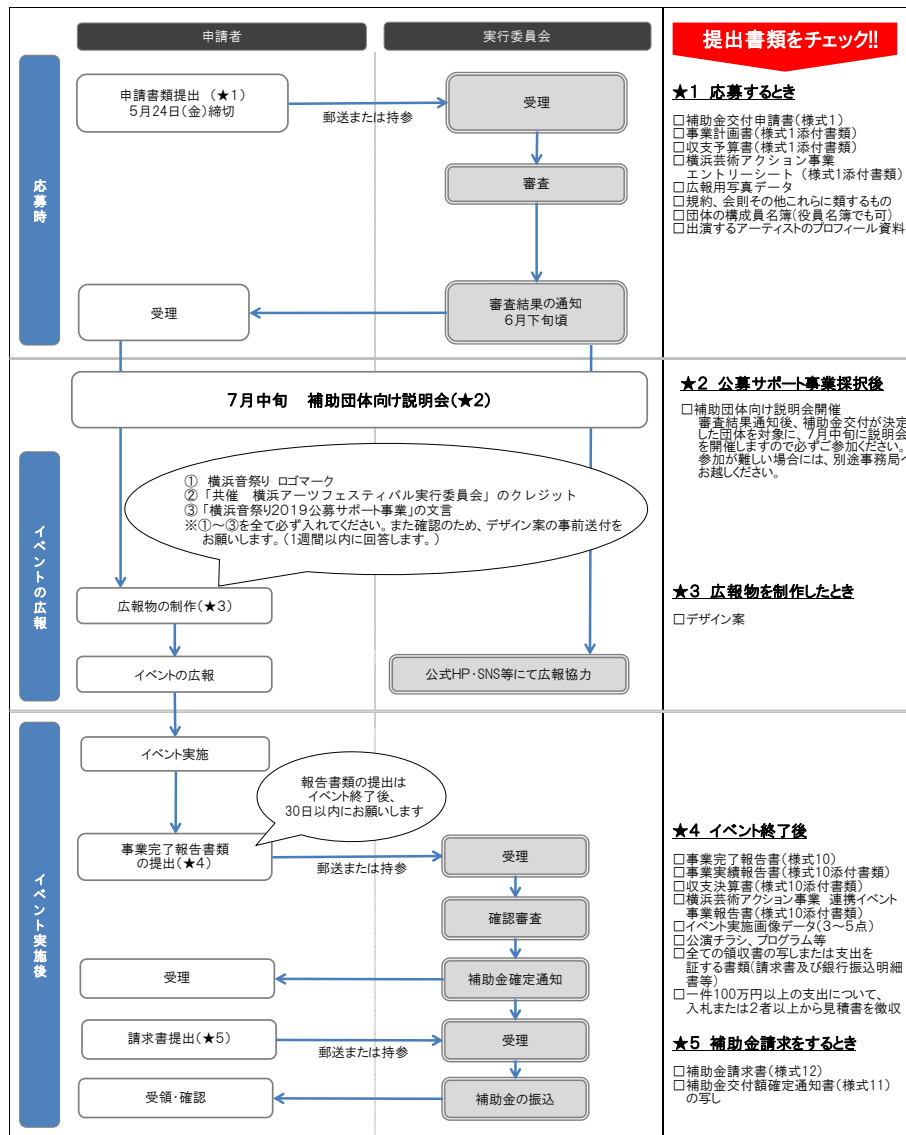 申請者
実行委員会
応募時
申請書類提出 (★1)
5月24日(金)締切
郵送または持参
受理
審査
審査結果の通知
6月下旬頃
受理
7月中旬 補助団体向け説明会(★2)
イベントの広報
① 横浜音祭り ロゴマーク
② 「共催 横浜アーツフェスティバル実行委員会」 のクレジット
③ 「横浜音祭り2019公募サポート事業」の文言
※①~③を全て必ず入れてください。また確認のため、デザイン案の事前送付を
お願いします。(1週間以内に回答します。)
広報物の制作(★3)
イベントの広報
公式HP・SNS等にて広報協力
イベント実施後
イベント実施
報告書類の提出は
イベント終了後、
30日以内にお願いします
事業完了報告書類
の提出(★4)
郵送または持参
受理
確認審査
補助金確定通知
受理
請求書提出(★5)
郵送または持参
受理
補助金の振込
受領・確認
提出書類をチェック!!
★1 応募するとき
□補助金交付申請書(様式1)
□事業計画書(様式1添付書類)
□収支予算書(様式1添付書類)
□横浜芸術アクション事業
エントリーシート (様式1添付書類)
□広報用写真データ
□規約、会則その他これらに類するもの
□団体の構成員名簿(役員名簿でも可)
□出演するアーティストのプロフィール資料
★2 公募サポート事業採択後
□補助団体向け説明会開催
審査結果通知後、補助金交付が決定
した団体を対象に、7月中旬に説明会
を開催しますので必ずご参加ください。
参加が難しい場合には、別途事務局へ
お越しください。
★3 広報物を制作したとき
□デザイン案
★4 イベント終了後
□事業完了報告書(様式10)
□事業実績報告書(様式10添付書類)
□収支決算書(様式10添付書類)
□横浜芸術アクション事業 連携イベント
事業報告書(様式10添付書類)
□イベント実施画像データ(3~5点)
□公演チラシ、プログラム等
□全ての領収書の写しまたは支出を
証する書類(請求書及び銀行振込明細
書等)
□一件100万円以上の支出について、
入札または2者以上から見積書を徴収
★5 補助金請求をするとき
□補助金請求書(様式12)
□補助金交付額確定通知書(様式11)
の写し